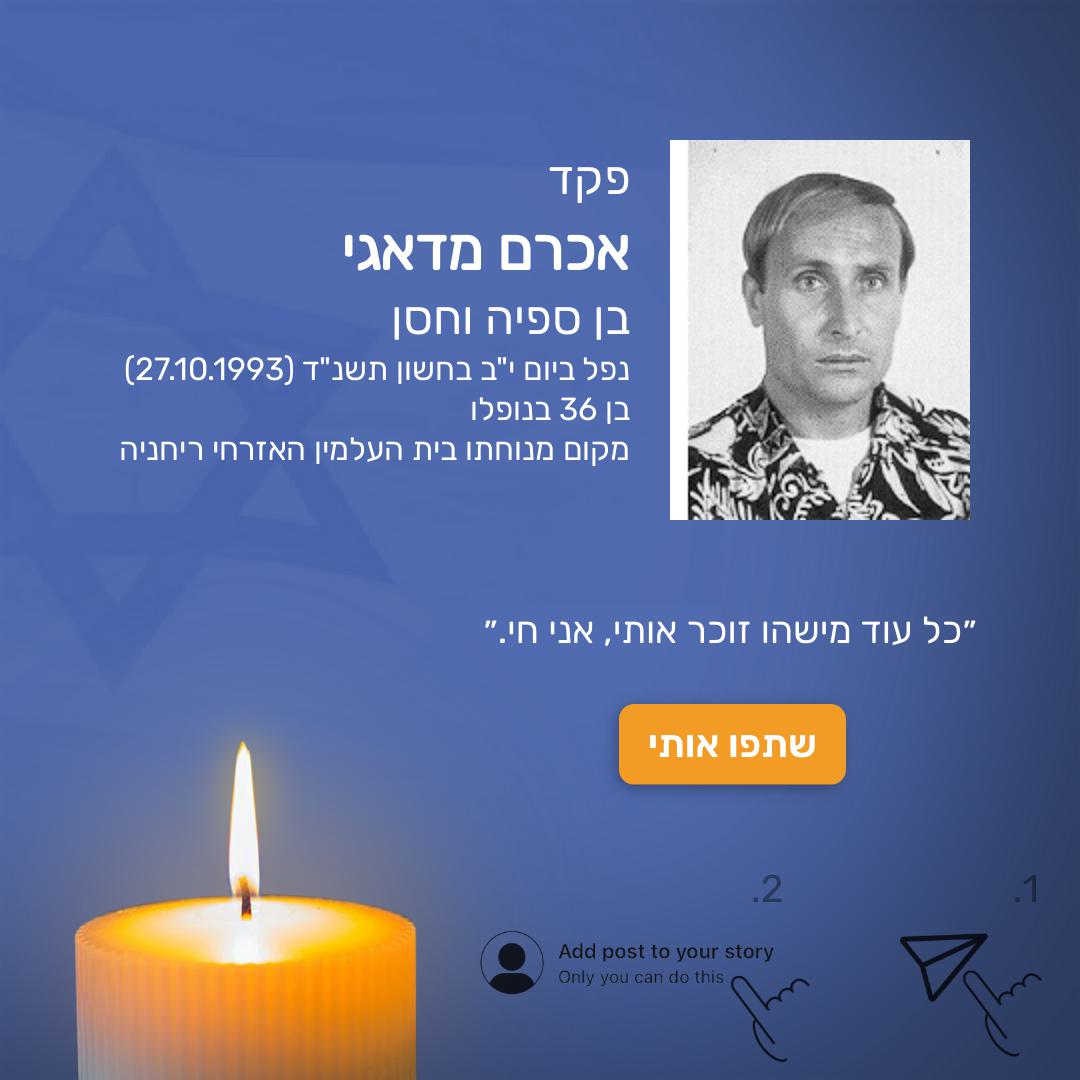 פקד
אכרם מדאגי
בן ספיה וחסן
נפל ביום י"ב בחשון תשנ"ד (27.10.1993)
בן 36 בנופלו
מקום מנוחתו בית העלמין האזרחי ריחניה
״כל עוד מישהו זוכר אותי, אני חי.״
שתפו אותי
.1
.2
Add post to your story
Only you can do this